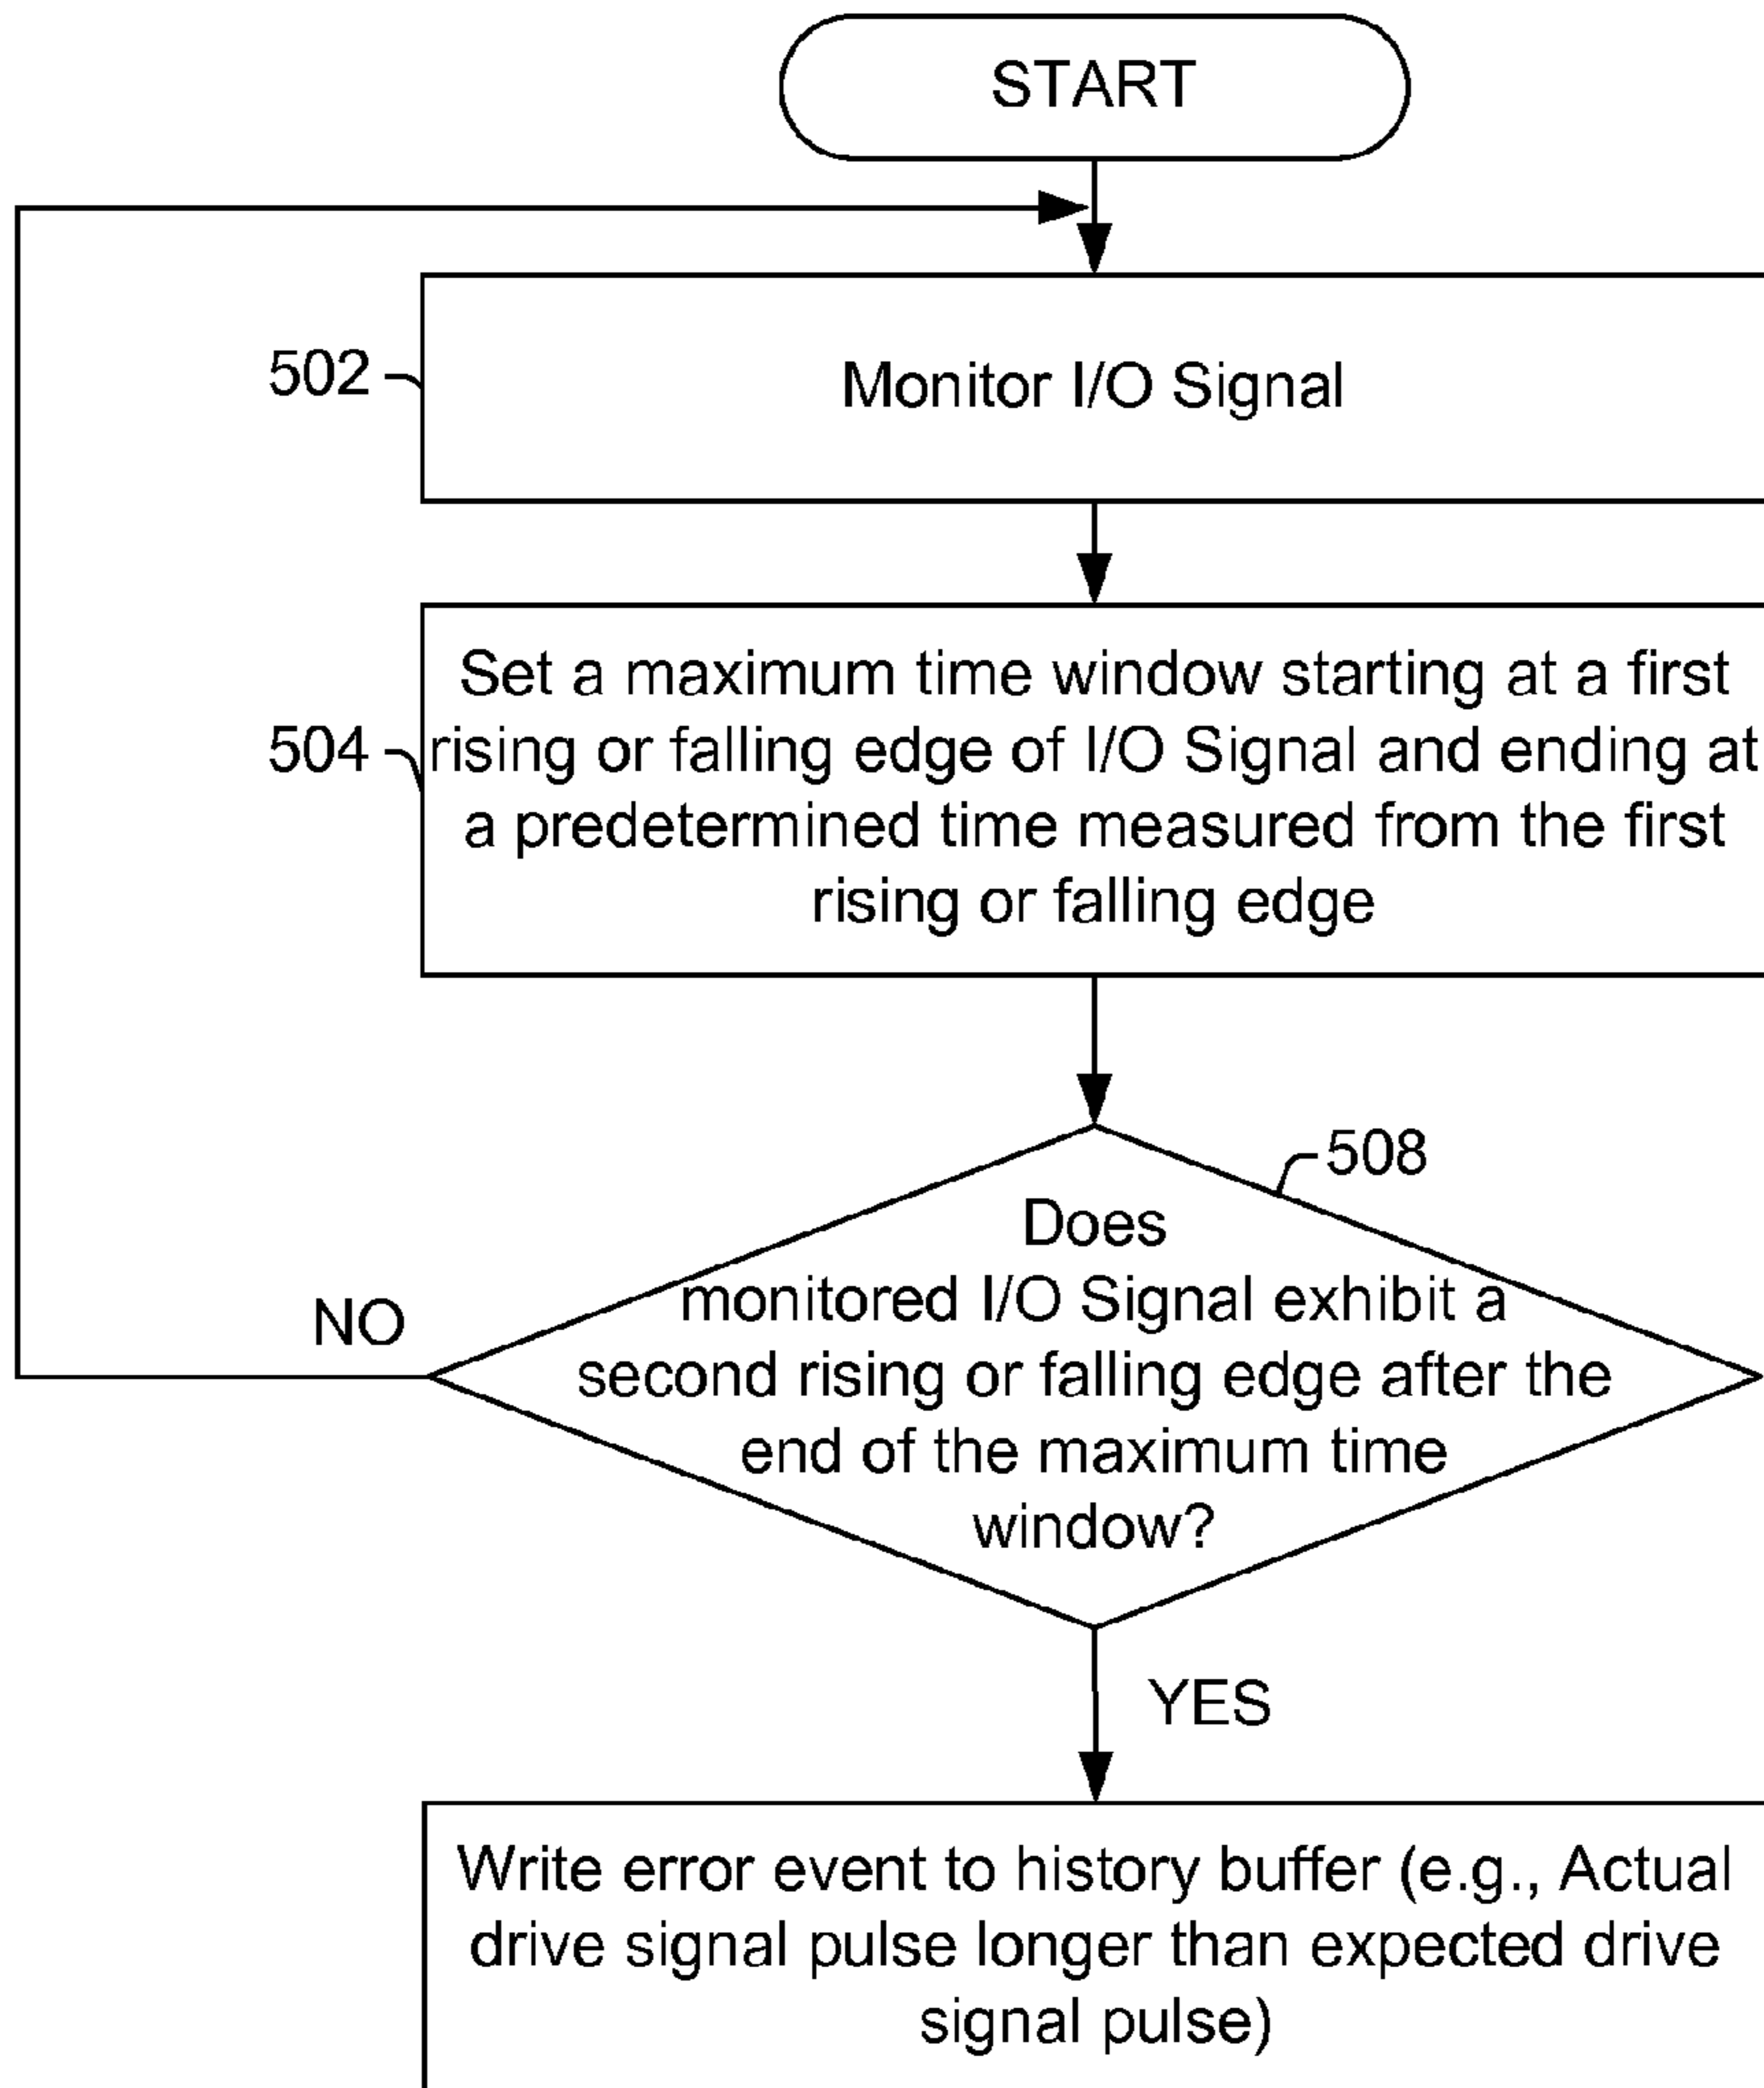 START
502
Monitor I/O Signal
Set a maximum time window starting at a first
504
rising or falling edge of I/O Signal and ending at
a predetermined time measured from the first
rising or falling edge
508
Does
monitored I/O Signal exhibit a
NO
second rising or falling edge after the
end of the maximum time
window?
YES
Write error event to history buffer (e.g., Actual
drive signal pulse longer than expected drive
signal pulse)